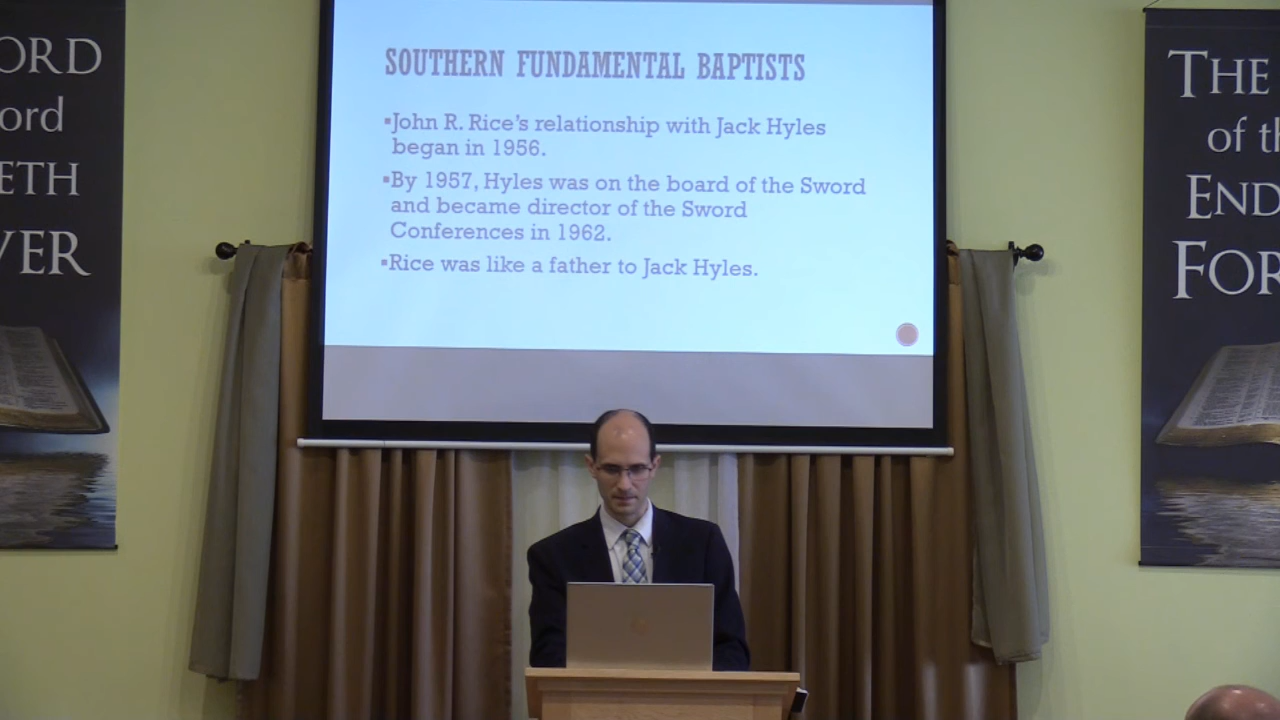 ORD
ord
ETH
VER
SOUTHERN FUNDAMENTAL BAPTISTS
▪John R. Rice's relationship with Jack Hyles
began in 1956.
▪By 1957, Hyles was on the board of the Sword
and became director of the Sword
Conferences in 1962.
▪Rice was like a father to Jack Hyles.
THE
of th
END
FOR